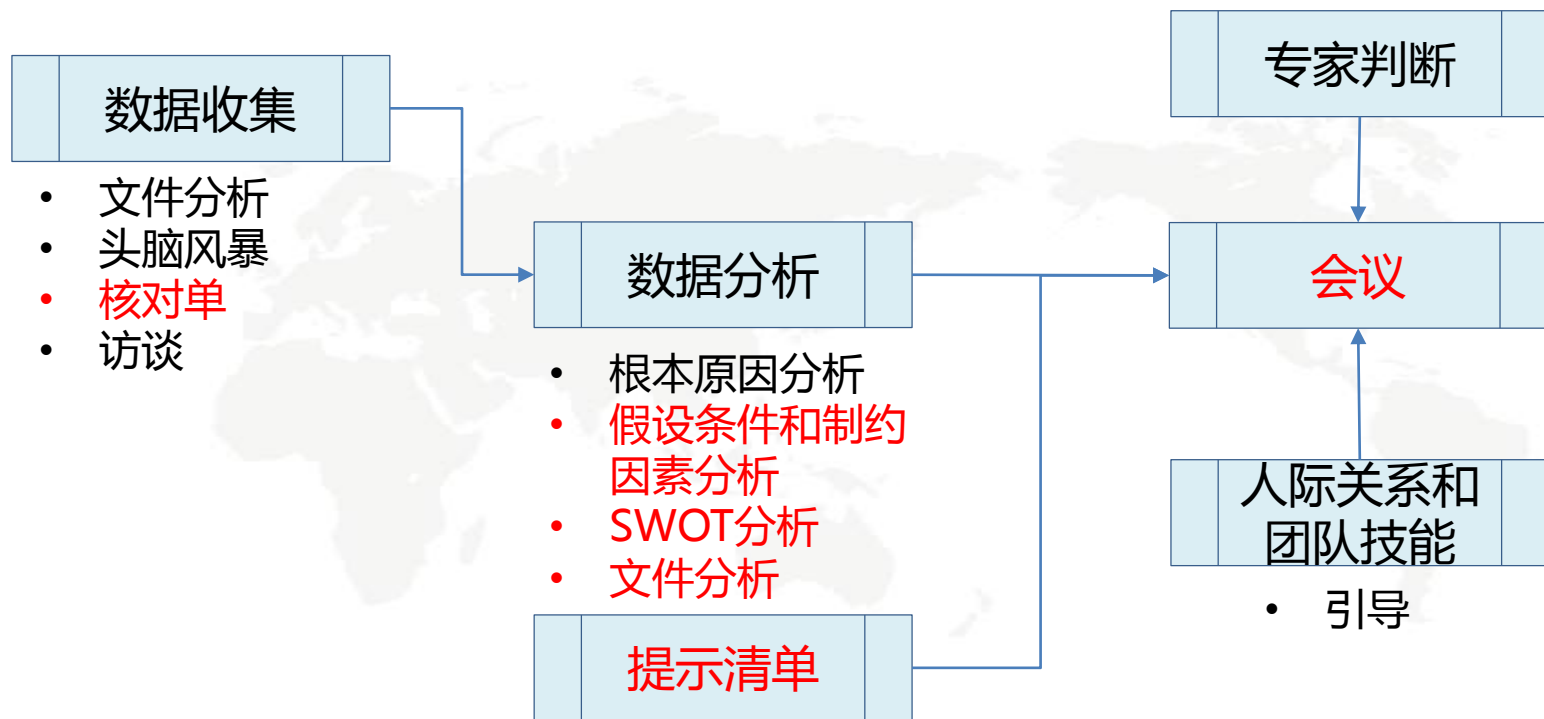 数据收集
• 文件分析
• 头脑风暴
• 核对单
• 访谈
数据分析
• 根本原因分析
• 假设条件和制约
因素分析
• SWOT分析
• 文件分析
提示清单
专家判断
会议
人际关系和
团队技能
• 引导